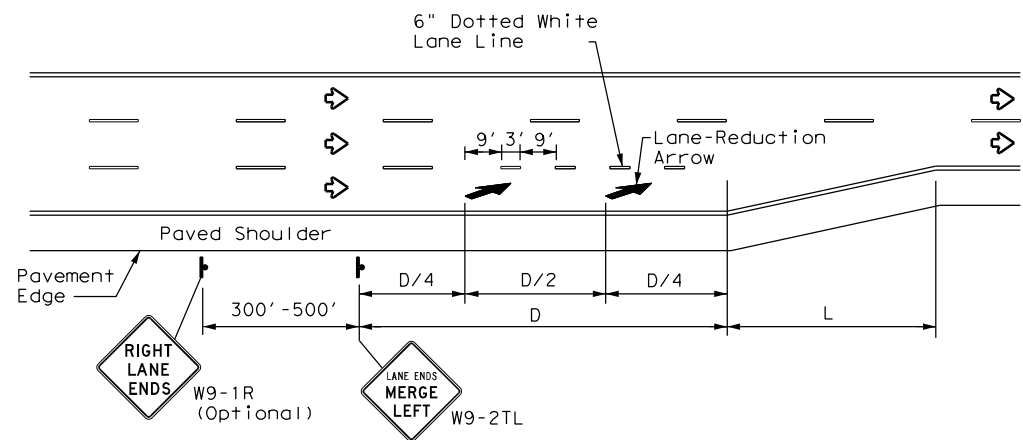 6" Dotted White
Lane Line
9' 3' 9'
Lane-Reduction
Arrow
Paved Shoulder
Pavement
Edge
D/4 D/2 D/4
300'-500' D L
RIGHT
LANE
ENDS
W9-1R
(Optional)
LANE ENDS
MERGE
LEFT
W9-2TL